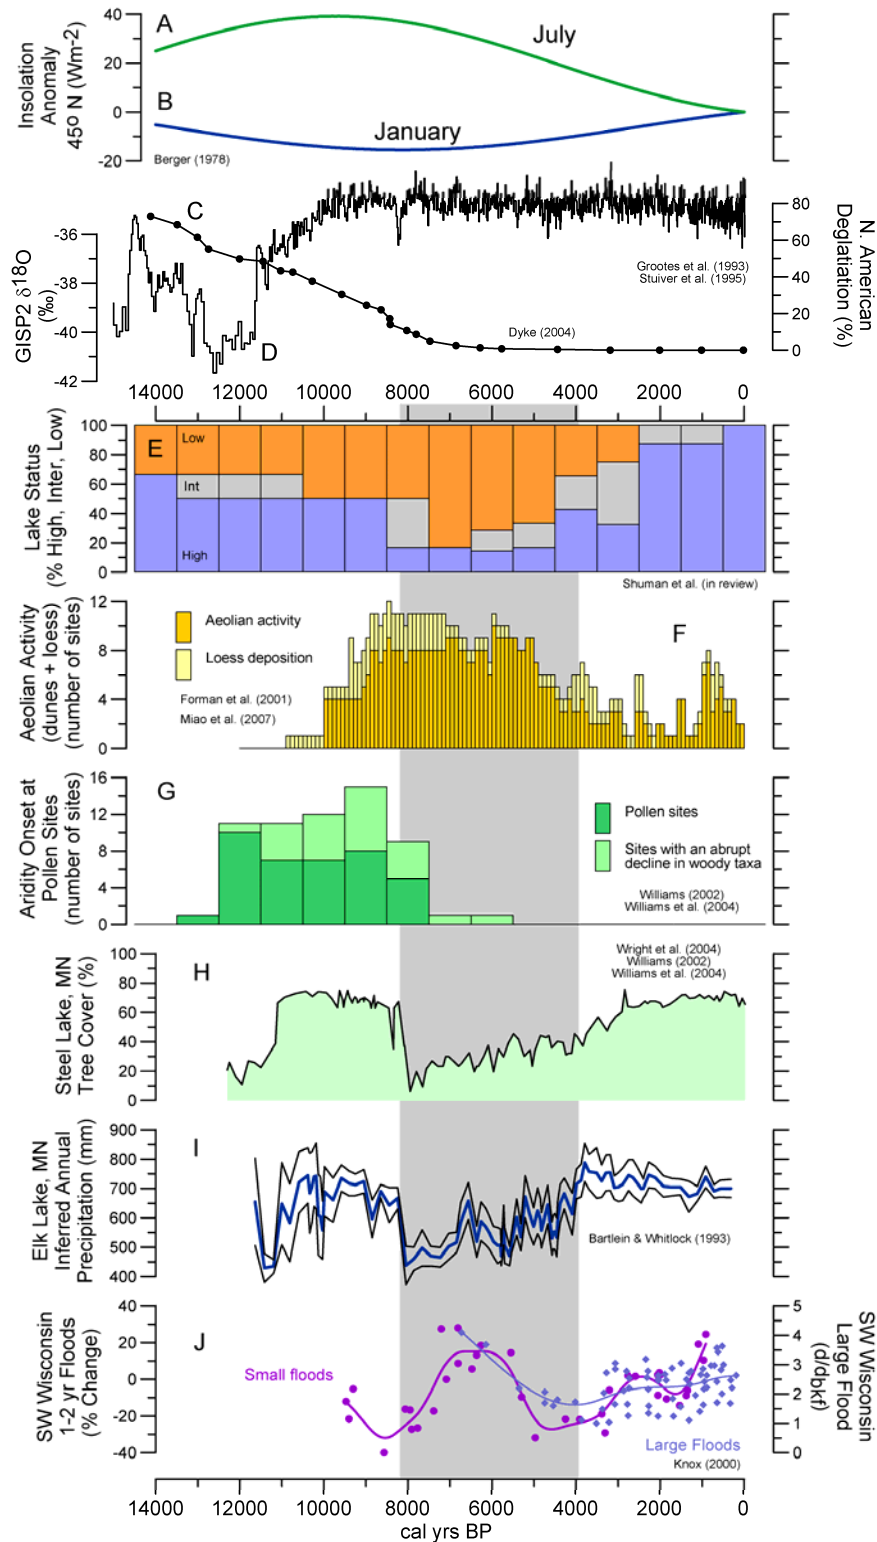 A
40
20
0
-20
Insolation
Anomaly
45º N (Wm-2)
July
B
January
Berger (1978)
C
-36
-38
-40
-42
GISP2 δ18O
(‰)
D
80
60
40
20
0
N. American
Deglatiation (%)
Grootes et al. (1993)
Stuiver et al. (1995)
Dyke (2004)
14000 12000 10000 8000 6000 4000 2000 0
100
80
60
40
20
0
Lake Status
(% High, Inter, Low)
E
Low
Int
High
Shuman et al. (in review)
12
8
4
0
Aeolian Activity
(dunes + loess)
(number of sites)
Aeolian activity
Loess deposition
Forman et al. (2001)
Miao et al. (2007)
F
16
12
8
4
0
Aridity Onset at
Pollen Sites
(number of sites)
G
Pollen sites
Sites with an abrupt
decline in woody taxa
Williams (2002)
Williams et al. (2004)
100
80
60
40
20
0
Steel Lake, MN
Tree Cover (%)
H
Wright et al. (2004)
Williams (2002)
Williams et al. (2004)
900
800
700
600
500
400
Elk Lake, MN
Inferred Annual
Precipitation (mm)
I
Bartlein & Whitlock (1993)
40
20
0
-20
-40
SW Wisconsin
1-2 yr Floods
(% Change)
J
Small floods
Large Floods
Knox (2000)
5
4
3
2
1
0
SW Wisconsin
Large Flood
(d/dbkf)
14000 12000 10000 8000 6000 4000 2000 0
cal yrs BP